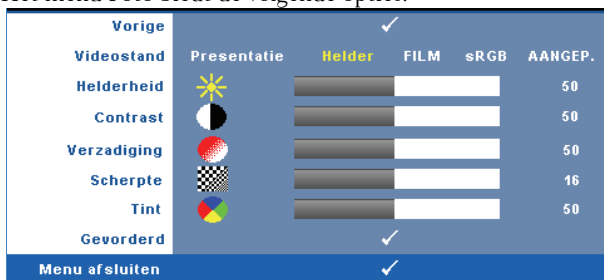 Vorige
Videostand Presentatie Helder FILM sRGB AANGEP.
Helderheid 50
Contrast 50
Verzadiging 50
Scherpte 16
Tint 50
Gevorderd
Menu afsluiten